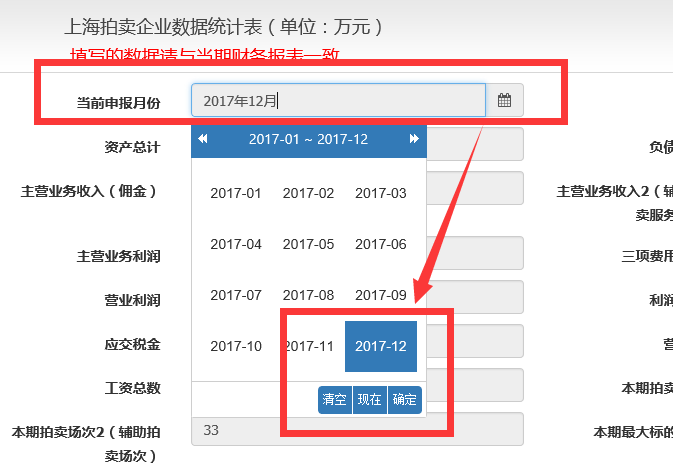 上海拍卖企业数据统计表（单位：万元）
填写的数据请与当期财务报表一致
当前申报月份
2017年12月
资产总计
2017-01 ~ 2017-12
负债
主营业务收入（佣金）
2017-01 2017-02 2017-03
主营业务收入2（辅
卖服务
2017-04 2017-05 2017-06
主营业务利润
三项费用
营业利润
2017-07 2017-08 2017-09
利润
应交税金
2017-10 2017-11 2017-12
营
工资总数
清空 现在 确定
本期拍卖
本期拍卖场次2（辅助拍
卖场次）
33
本期最大标的